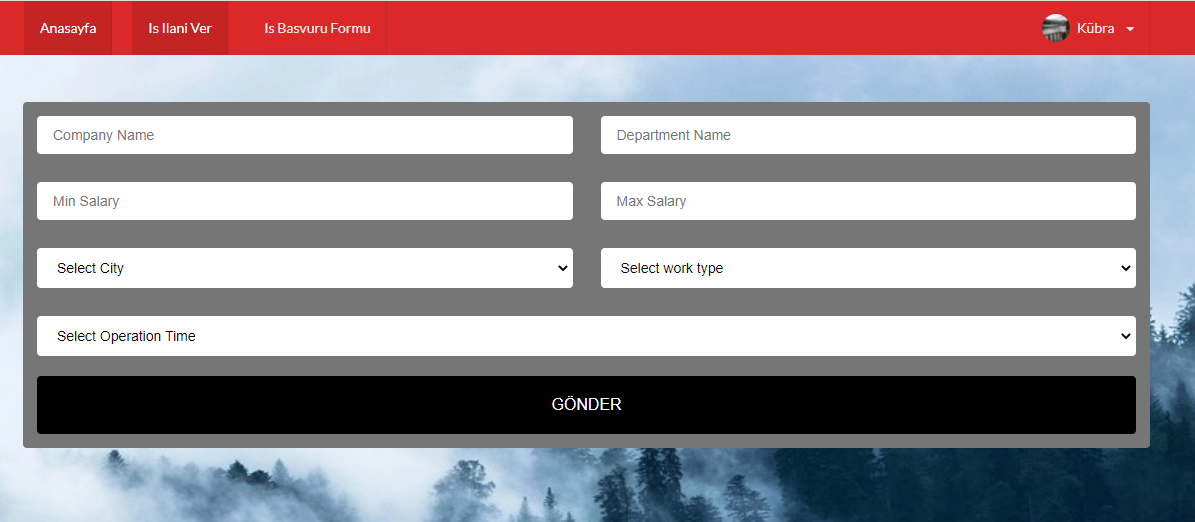 Anasayfa Is Ilani Ver Is Basvuru Formu Kübra
Company Name Department Name
Min Salary Max Salary
Select City Select work type
Select Operation Time
GÖNDER